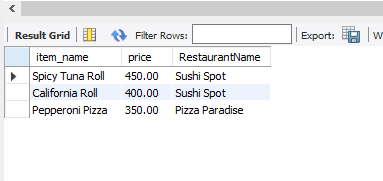 Result Grid Filter Rows: Export: W
item_name price RestaurantName
Spicy Tuna Roll 450.00 Sushi Spot
California Roll 400.00 Sushi Spot
Pepperoni Pizza 350.00 Pizza Paradise